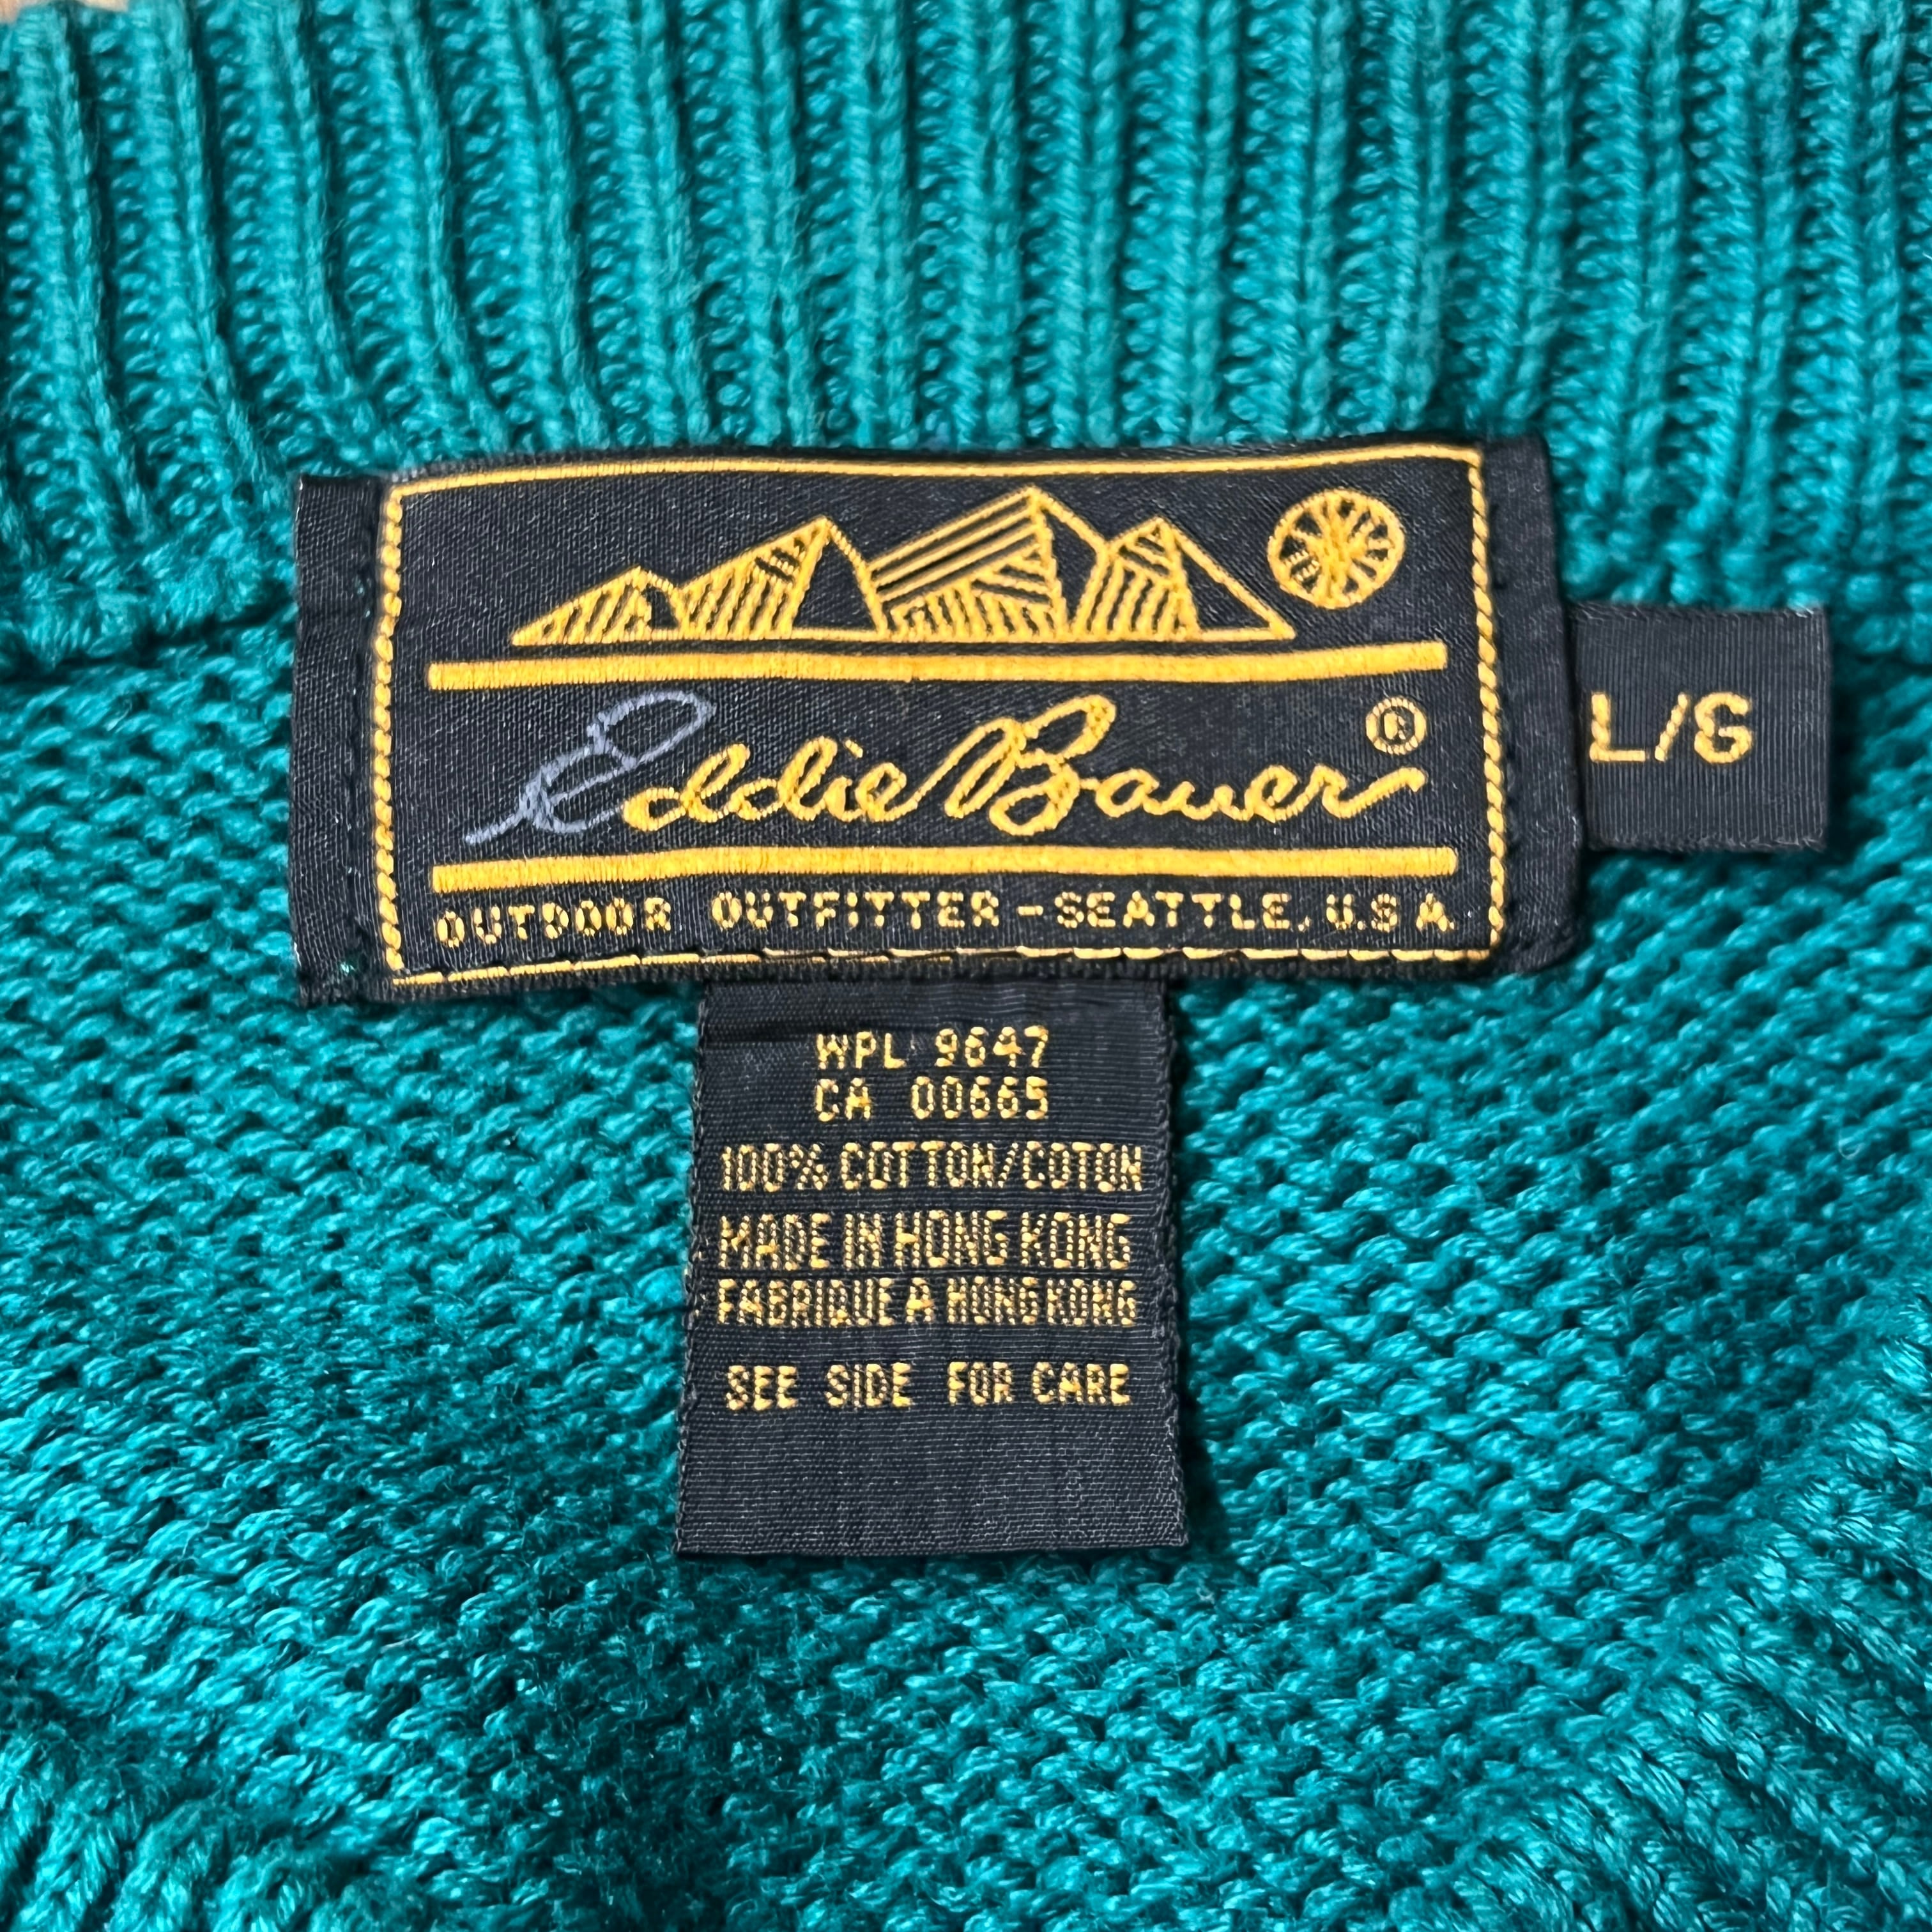 Eddie Bauer ®
L/G
OUTDOOR OUTFITTER - SEATTLE, U.S.A.
WPL 9647
CA 00665
100% COTTON/COTON
MADE IN HONG KONG
FABRIQUE A HONG KONG
SEE SIDE FOR CARE